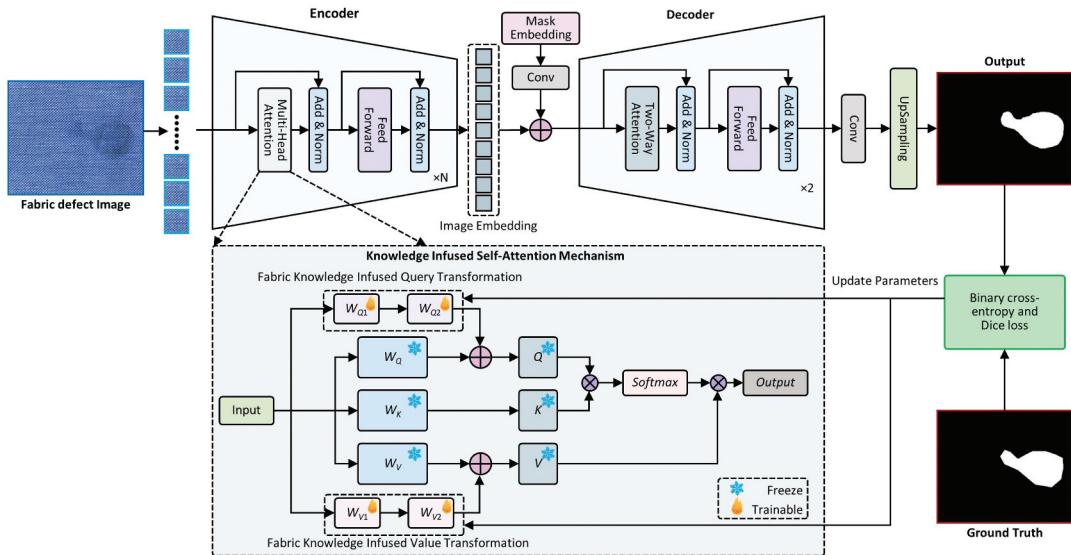 Encoder
Decoder
Mask
Embedding
Conv
Output
Multi-Head
Attention
Add & Norm
Feed
Forward
Add & Norm
×N
Two-Way
Attention
Add & Norm
Feed
Forward
Add & Norm
×2
Conv
UpSampling
Fabric defect Image
Image Embedding
Knowledge Infused Self-Attention Mechanism
Fabric Knowledge Infused Query Transformation
Update Parameters
W_Q1
W_Q2
Binary cross-
entropy and
Dice loss
W_Q
Q
Softmax
Output
Input
W_K
K
W_V
V
W_V1
W_V2
Freeze
Trainable
Fabric Knowledge Infused Value Transformation
Ground Truth